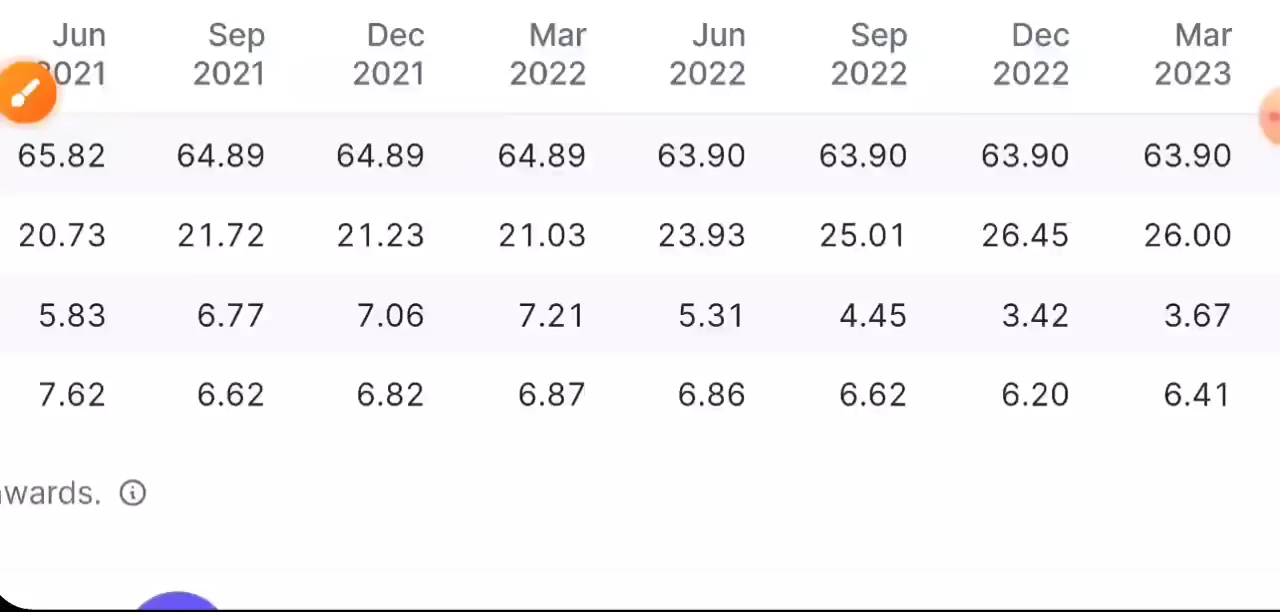 Jun Sep Dec Mar Jun Sep Dec Mar
2021 2021 2021 2022 2022 2022 2022 2023
65.82 64.89 64.89 64.89 63.90 63.90 63.90 63.90
20.73 21.72 21.23 21.03 23.93 25.01 26.45 26.00
5.83 6.77 7.06 7.21 5.31 4.45 3.42 3.67
7.62 6.62 6.82 6.87 6.86 6.62 6.20 6.41
wards.